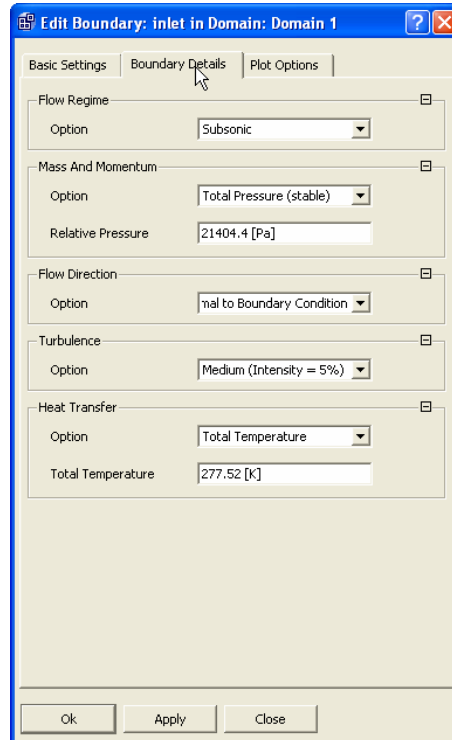 Edit Boundary: inlet in Domain: Domain 1
Basic Settings Boundary Details Plot Options
Flow Regime
Option Subsonic
Mass And Momentum
Option Total Pressure (stable)
Relative Pressure 21404.4 [Pa]
Flow Direction
Option nal to Boundary Condition
Turbulence
Option Medium (Intensity = 5%)
Heat Transfer
Option Total Temperature
Total Temperature 277.52 [K]
Ok Apply Close